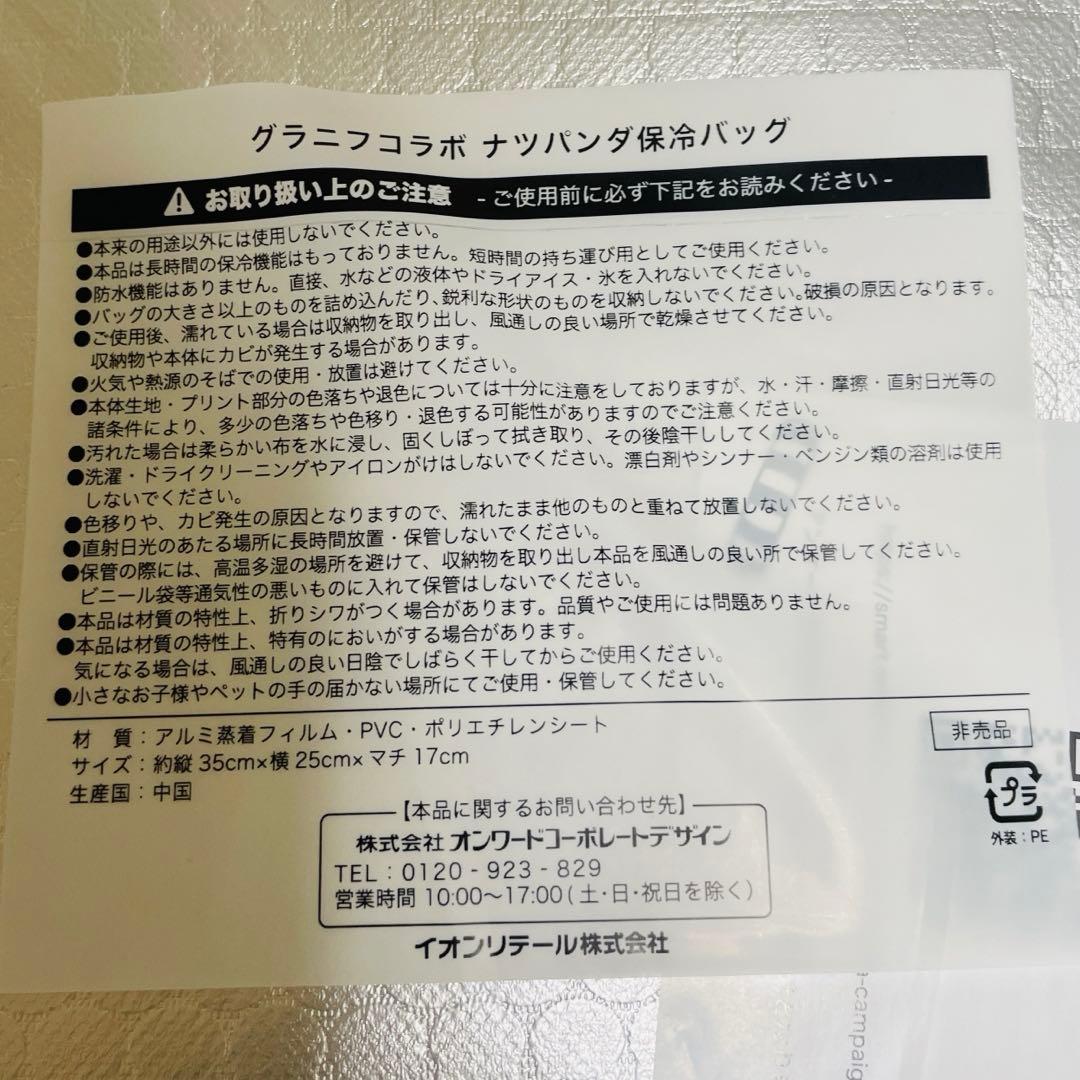 グラニフコラボ ナツパンダ保冷バッグ
お取り扱い上のご注意 - ご使用前に必ず下記をお読みください -
●本来の用途以外には使用しないでください。
●本品は長時間の保冷機能はもっておりません。短時間の持ち運び用としてご使用ください。
●防水機能はありません。直接、水などの液体やドライアイス・氷を入れないでください。
●バッグの大きさ以上のものを詰め込んだり、鋭利な形状のものを収納しないでください。破損の原因となります。
●ご使用後、濡れている場合は収納物を取り出し、風通しの良い場所で乾燥させてください。
収納物や本体にカビが発生する場合があります。
●火気や熱源のそばでの使用・放置は避けてください。
●本体生地・プリント部分の色落ちや退色については十分に注意をしておりますが、水・汗・摩擦・直射日光等の
諸条件により、多少の色落ちや色移り・退色する可能性がありますのでご注意ください。
●汚れた場合は柔らかい布を水に浸し、固くしぼって拭き取り、その後陰干ししてください。
●洗濯・ドライクリーニングやアイロンがけはしないでください。漂白剤やシンナー・ベンジン類の溶剤は使用
しないでください。
●色移りや、カビ発生の原因となりますので、濡れたまま他のものと重ねて放置しないでください。
●直射日光のあたる場所に長時間放置・保管しないでください。
●保管の際には、高温多湿の場所を避けて、収納物を取り出し本品を風通しの良い所で保管してください。
ビニール袋等通気性の悪いものに入れて保管はしないでください。
●本品は材質の特性上、折りシワがつく場合があります。品質やご使用には問題ありません。
●本品は材質の特性上、特有のにおいがする場合があります。
気になる場合は、風通しの良い日陰でしばらく干してからご使用ください。
●小さなお子様やペットの手の届かない場所にてご使用・保管してください。
材 質：アルミ蒸着フィルム・PVC・ポリエチレンシート
サイズ：約縦 35cm×横 25cm×マチ 17cm
生産国：中国
非売品
プラ
外装：PE
【本品に関するお問い合わせ先】
株式会社 オンワードコーポレートデザイン
TEL：0120 - 923 - 829
営業時間 10:00～17:00 ( 土・日・祝日を除く )
イオンリテール株式会社
//smart
-campaig